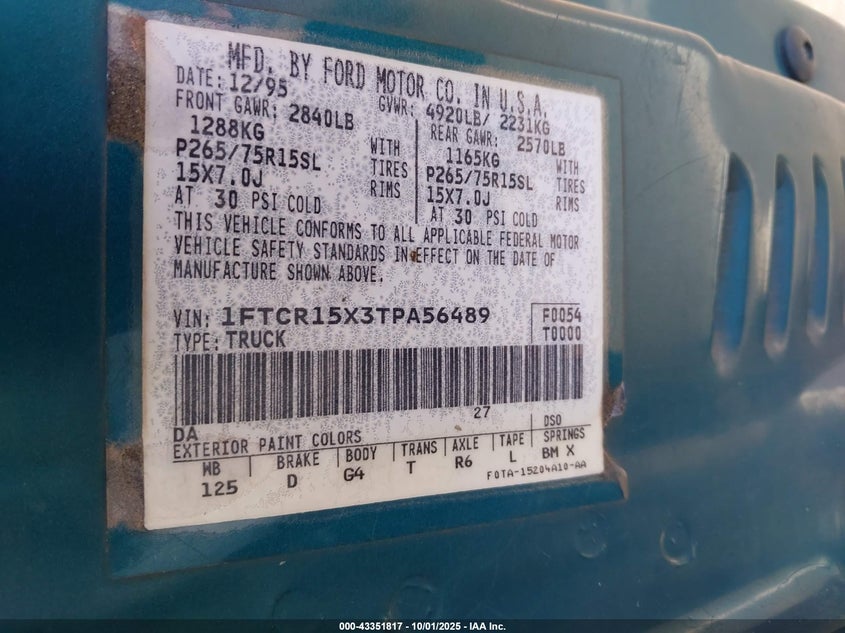 MFD. BY FORD MOTOR CO. IN U.S.A.
DATE: 12/95 GVWR: 4920LB/ 2231KG
FRONT GAWR: 2840LB REAR GAWR: 2570LB
1288KG WITH 1165KG WITH
P265/75R15SL TIRES P265/75R15SL TIRES
15X7.0J RIMS 15X7.0J RIMS
AT 30 PSI COLD AT 30 PSI COLD
THIS VEHICLE CONFORMS TO ALL APPLICABLE FEDERAL MOTOR
VEHICLE SAFETY STANDARDS IN EFFECT ON THE DATE OF
MANUFACTURE SHOWN ABOVE.
VIN: 1FTCR15X3TPA56489 F0054
TYPE: TRUCK T0000
27
DA DSO
EXTERIOR PAINT COLORS
WB BRAKE BODY TRANS AXLE TAPE SPRINGS
125 D G4 T R6 L BM X
F0TA-15204A10-AA
000-43351817 - 10/01/2025 - IAA Inc.